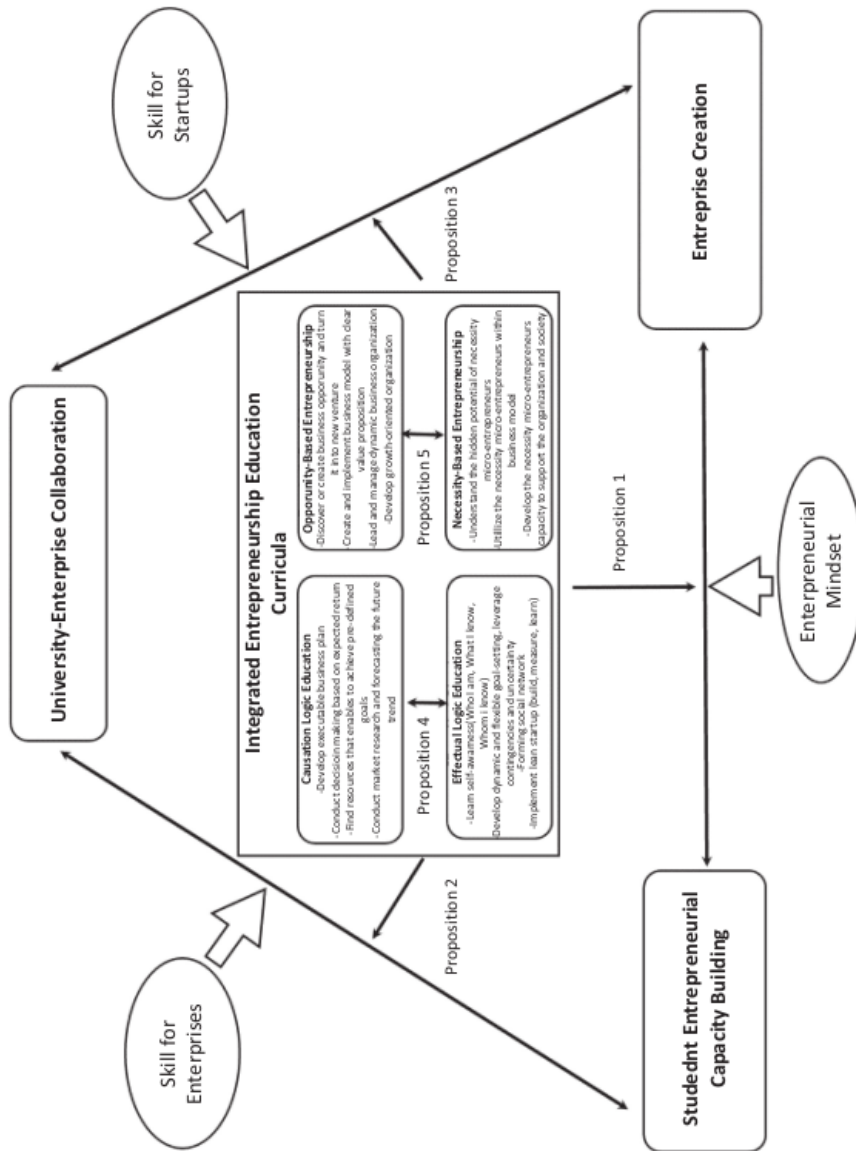 University-Enterprise Collaboration
Skill for
Enterprises
Skill for
Startups
Integrated Entrepreneurship Education
Curricula
Causation Logic Education
-Develop executable business plan
- Conduct decisioin making based on expected return
- Find resources that enables to achieve pre-defined
goals
- Conduct market research and forecasting the future
trend
Opporunity-Based Entrepreneurship
-Discover or create business opporunity and turn
it in to new venture
-Create and implement business model with clear
value proposition
-Lead and manage dynamic business organization
-Develop growth-oriented organization
Proposition 4
Proposition 5
Effectual Logic Education
-Learn self-awarness(Who I am, What I know,
Whom i know)
-Develop dynamic and flexible goal-setting, leverage
contingencies and uncertainty
-Forming social network
-Implement lean startup (build, measure, learn)
Necessity-Based Entrepreneurship
-Understand the hidden potential of necessity
micro-entrepreneurs
-Utillize the necessity micro-entrepreneurs within
business model
-Develop the necessity micro-entrepreneurs
capacity to support the organization and society
Proposition 2
Proposition 3
Proposition 1
Studednt Entrepreneurial
Capacity Building
Entreprise Creation
Enterpreneurial
Mindset